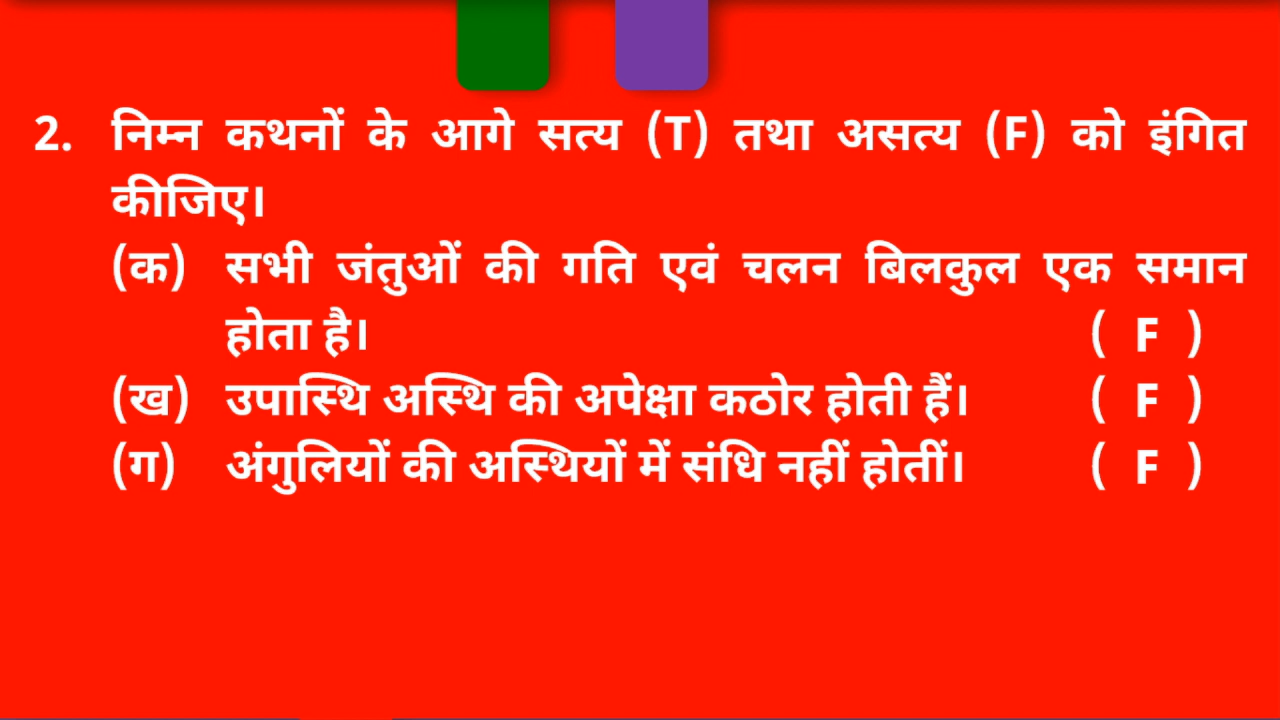 2. निम्न कथनों के आगे सत्य (T) तथा असत्य (F) को इंगित
कीजिए।
(क) सभी जंतुओं की गति एवं चलन बिलकुल एक समान
होता है। ( F )
(ख) उपास्थि अस्थि की अपेक्षा कठोर होती हैं। ( F )
(ग) अंगुलियों की अस्थियों में संधि नहीं होतीं। ( F )